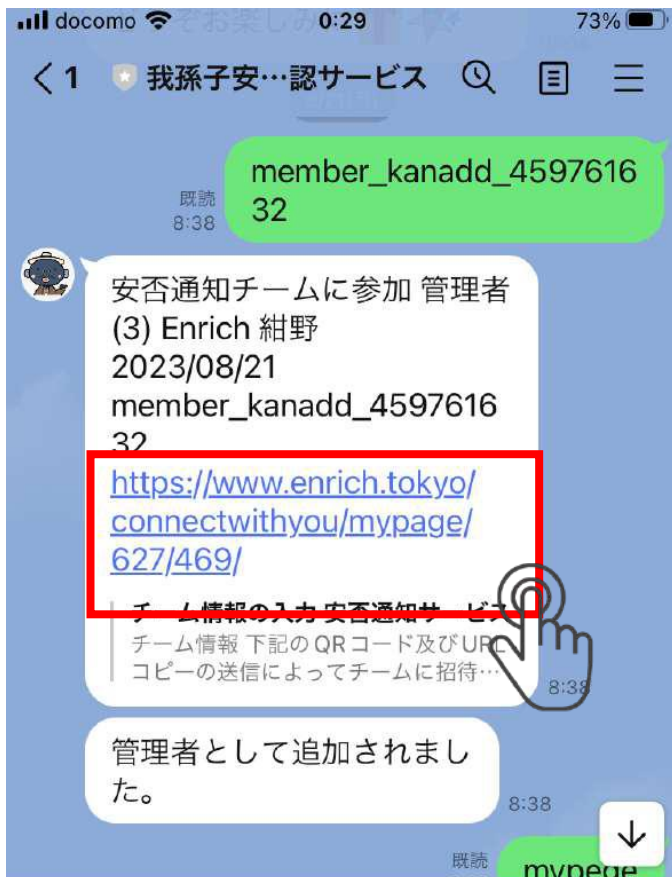 docomo 0:29 73%
1 我孫子安…認サービス
member_kanadd_4597616
32
既読
8:38
安否通知チームに参加 管理者
(3) Enrich 紺野
2023/08/21
member_kanadd_4597616
32
https://www.enrich.tokyo/
connectwithyou/mypage/
627/469/
チーム情報の入力 安否通知サービス
チーム情報 下記のQRコード及びURL
コピーの送信によってチームに招待…
8:38
管理者として追加されまし
た。
8:38
既読
mypege